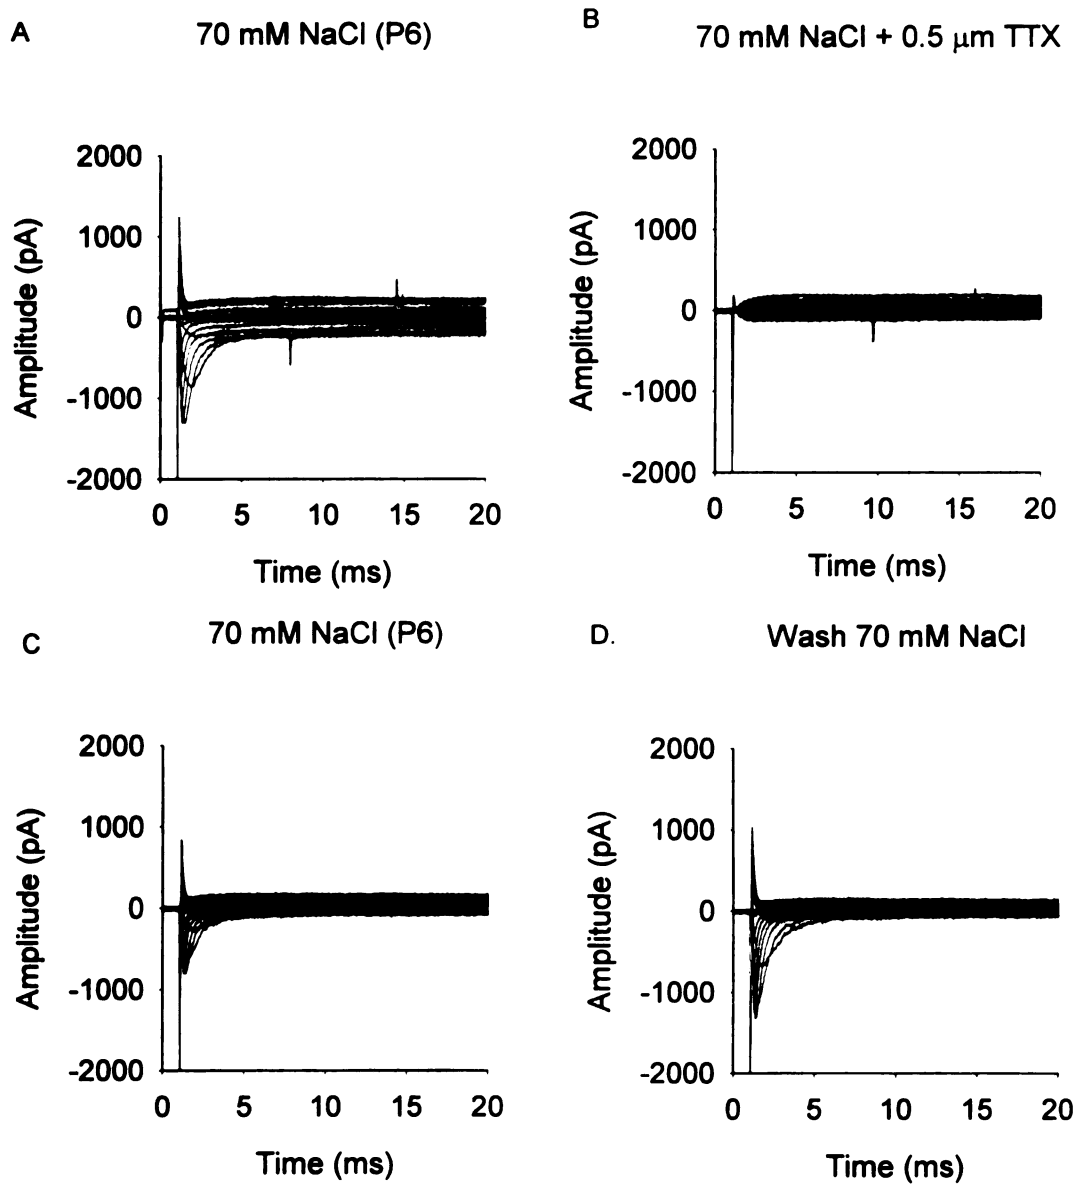 A
70 mM NaCl (P6)
2000
1000
0
-1000
-2000
Amplitude (pA)
0 5 10 15 20
Time (ms)
B
70 mM NaCl + 0.5 μm TTX
2000
1000
0
-1000
-2000
Amplitude (pA)
0 5 10 15 20
Time (ms)
C
70 mM NaCl (P6)
2000
1000
0
-1000
-2000
Amplitude (pA)
0 5 10 15 20
Time (ms)
D.
Wash 70 mM NaCl
2000
1000
0
-1000
-2000
Amplitude (pA)
0 5 10 15 20
Time (ms)